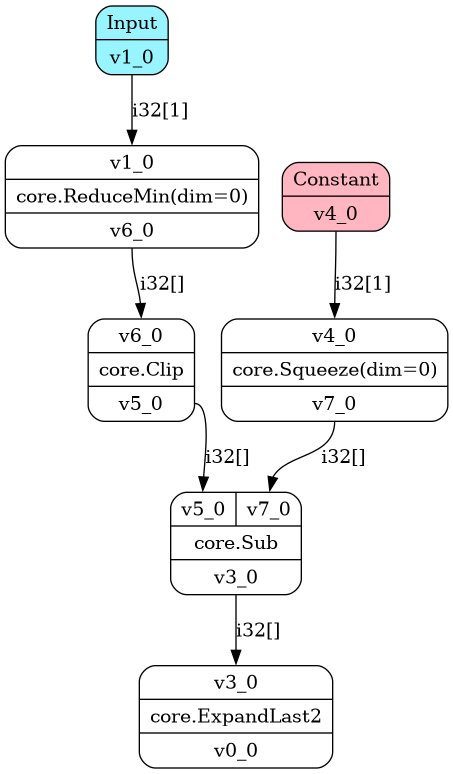 Input
v1_0
i32[1]
v1_0
core.ReduceMin(dim=0)
v6_0
Constant
v4_0
i32[]
i32[1]
v6_0
core.Clip
v5_0
v4_0
core.Squeeze(dim=0)
v7_0
i32[]
i32[]
v5_0
v7_0
core.Sub
v3_0
i32[]
v3_0
core.ExpandLast2
v0_0